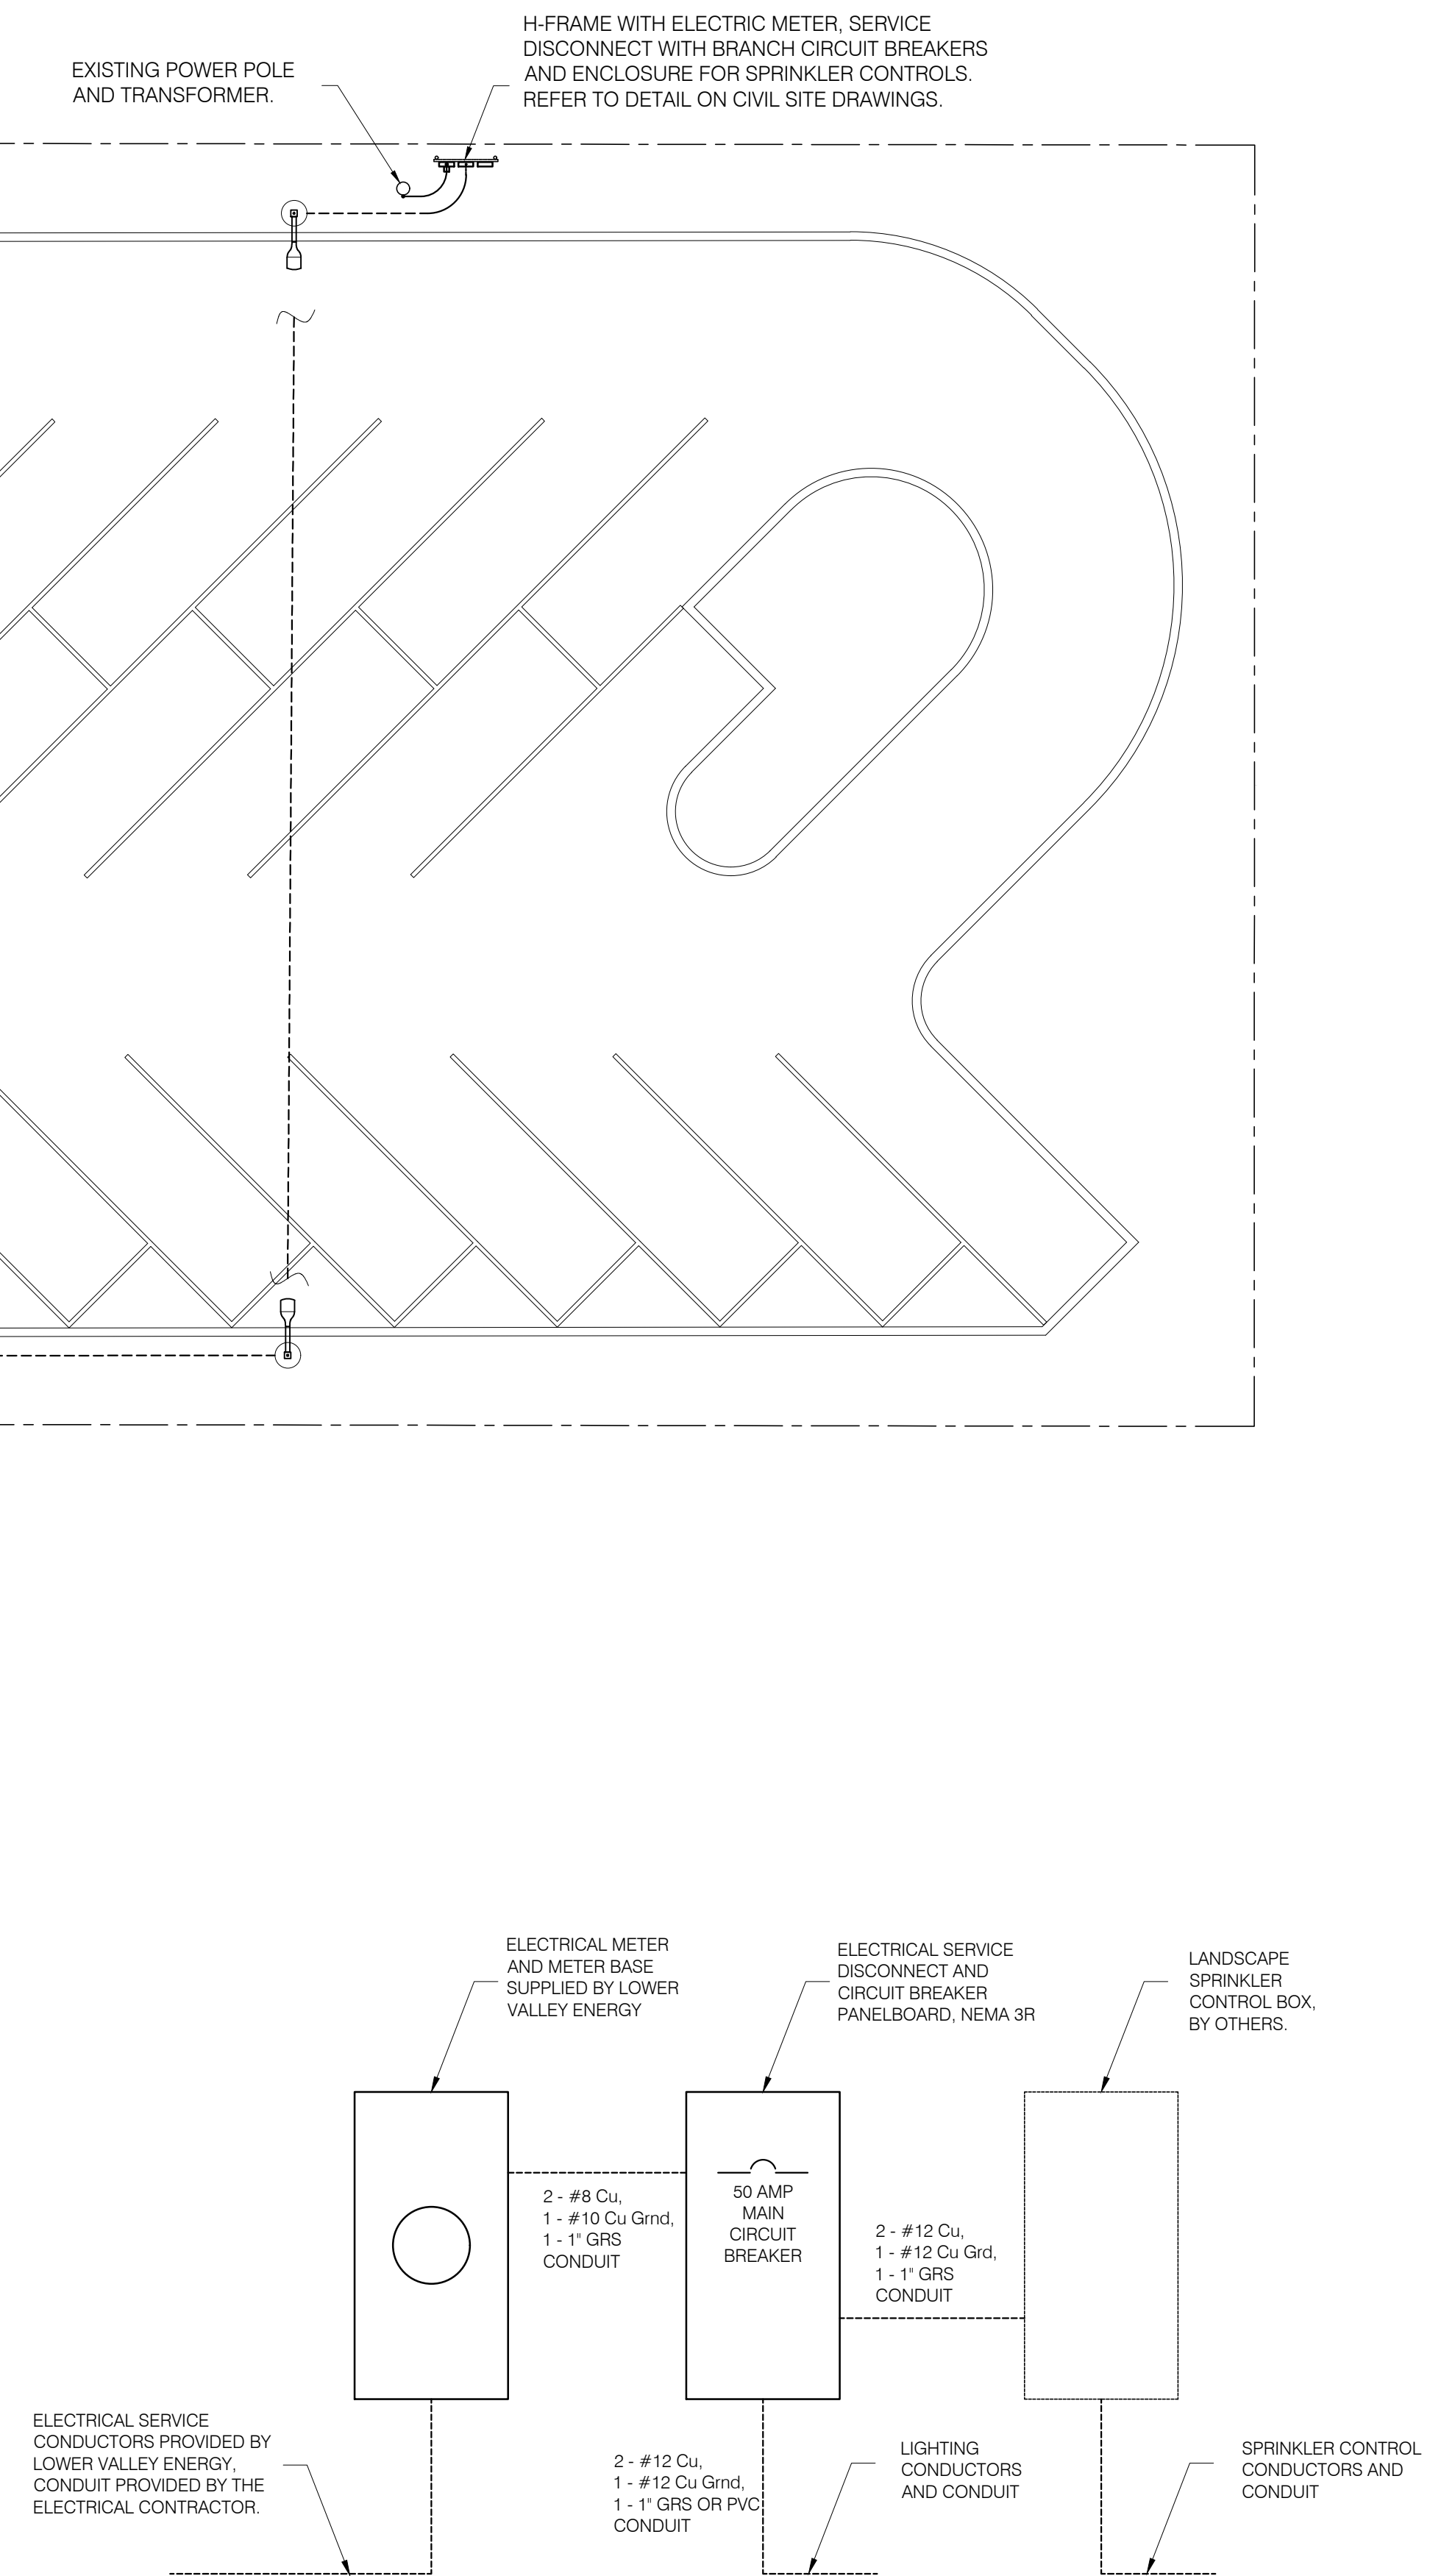 H-FRAME WITH ELECTRIC METER, SERVICE
DISCONNECT WITH BRANCH CIRCUIT BREAKERS
AND ENCLOSURE FOR SPRINKLER CONTROLS.
REFER TO DETAIL ON CIVIL SITE DRAWINGS.
EXISTING POWER POLE
AND TRANSFORMER.
ELECTRICAL METER
AND METER BASE
SUPPLIED BY LOWER
VALLEY ENERGY
ELECTRICAL SERVICE
DISCONNECT AND
CIRCUIT BREAKER
PANELBOARD, NEMA 3R
LANDSCAPE
SPRINKLER
CONTROL BOX,
BY OTHERS.
2 - #8 Cu,
1 - #10 Cu Grnd,
1 - 1" GRS
CONDUIT
50 AMP
MAIN
CIRCUIT
BREAKER
2 - #12 Cu,
1 - #12 Cu Grd,
1 - 1" GRS
CONDUIT
ELECTRICAL SERVICE
CONDUCTORS PROVIDED BY
LOWER VALLEY ENERGY,
CONDUIT PROVIDED BY THE
ELECTRICAL CONTRACTOR.
2 - #12 Cu,
1 - #12 Cu Grnd,
1 - 1" GRS OR PVC
CONDUIT
LIGHTING
CONDUCTORS
AND CONDUIT
SPRINKLER CONTROL
CONDUCTORS AND
CONDUIT